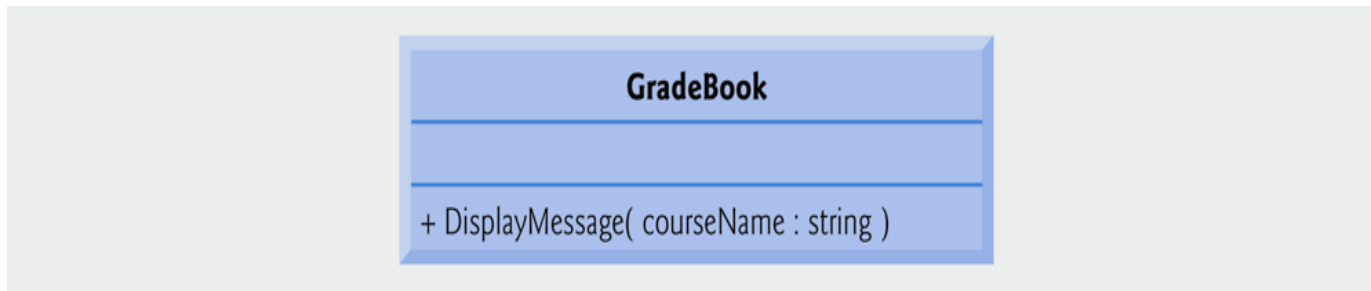 GradeBook
+ DisplayMessage( courseName : string )